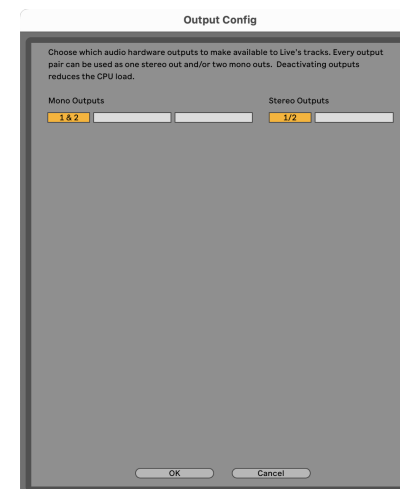 Output Config
Choose which audio hardware outputs to make available to Live's tracks. Every output
pair can be used as one stereo out and/or two mono outs. Deactivating outputs
reduces the CPU load.
Mono Outputs Stereo Outputs
1 & 2 1/2
OK Cancel